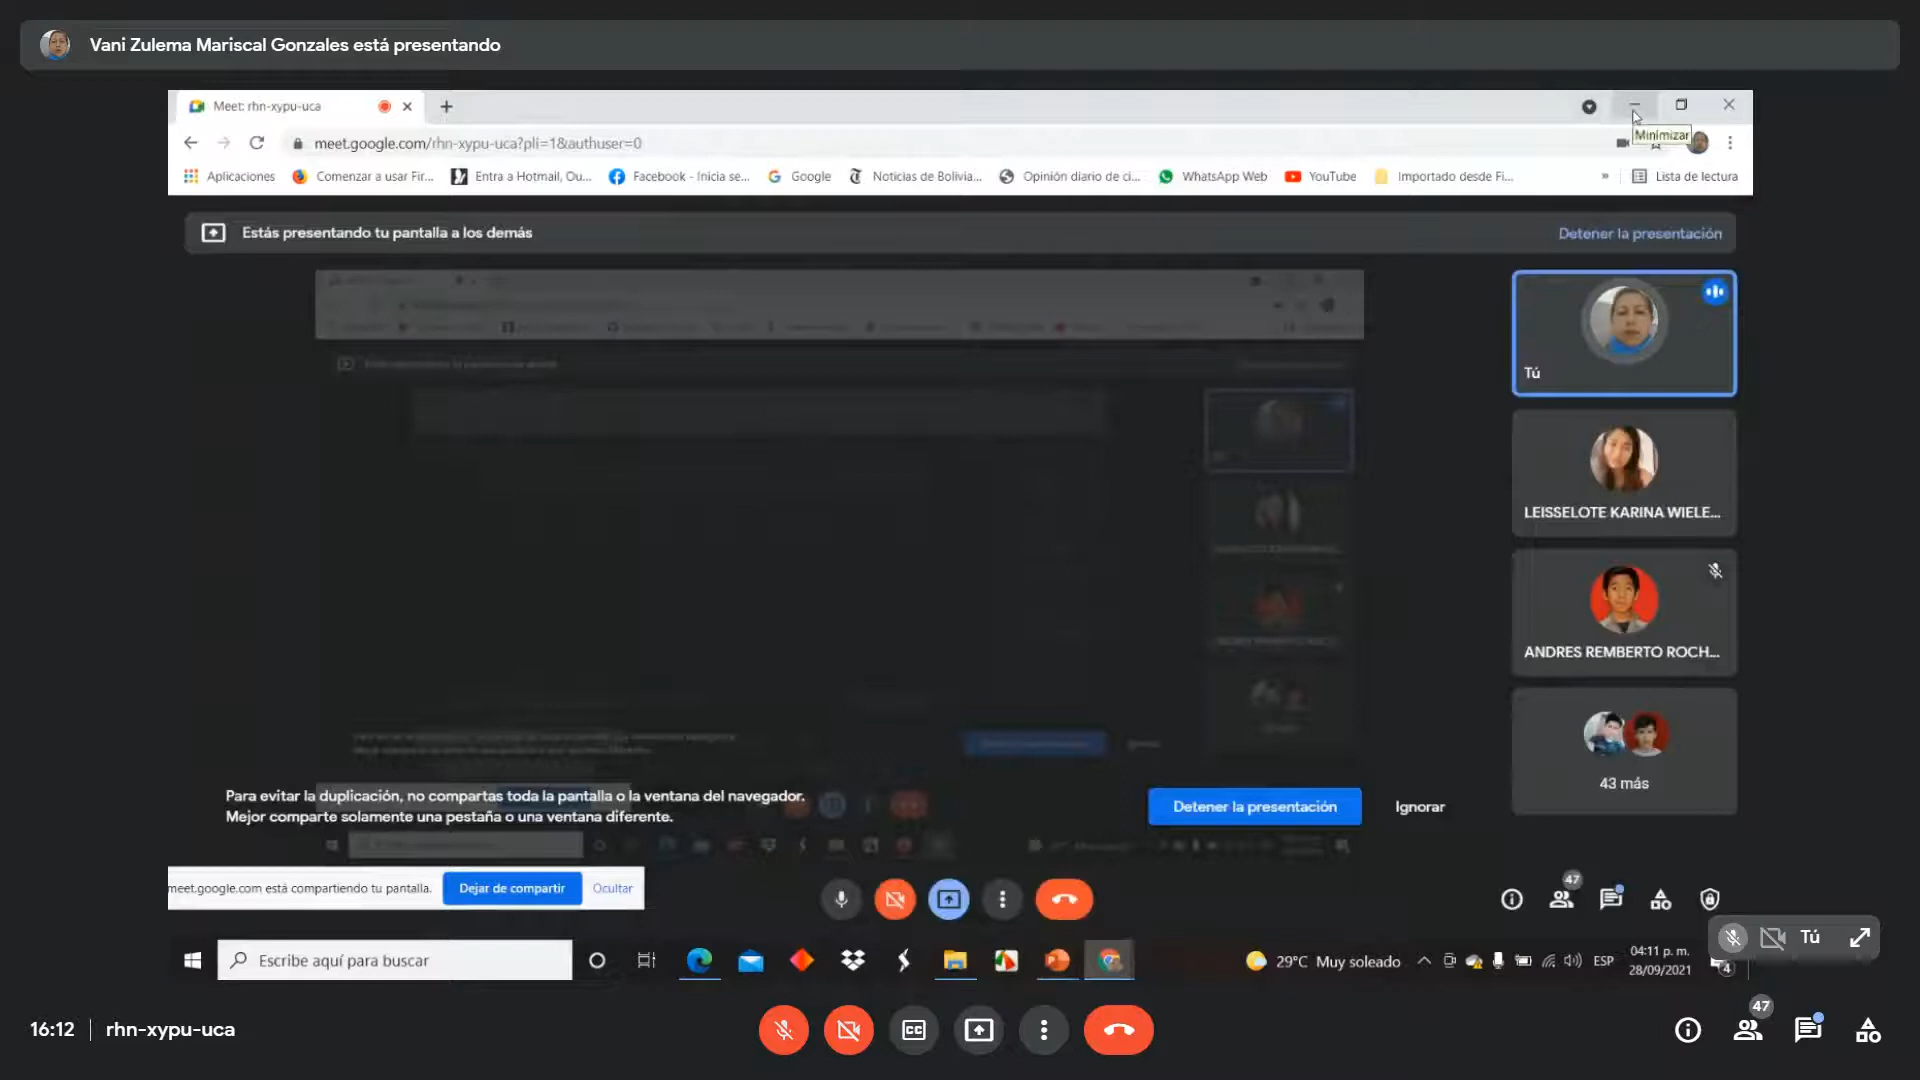 Vani Zulema Mariscal Gonzales está presentando
Meet: rhn-xypu-uca
meet.google.com/rhn-xypu-uca?pli=1&authuser=0
Minimizar
Aplicaciones
Comenzar a usar Fir...
Entra a Hotmail, Ou...
Facebook - Inicia se...
Google
Noticias de Bolivia...
Opinión diario de ci...
WhatsApp Web
YouTube
Importado desde Fi...
»
Lista de lectura
Estás presentando tu pantalla a los demás
Detener la presentación
Tú
LEISSELOTE KARINA WIELE...
ANDRES REMBERTO ROCH...
43 más
Para evitar la duplicación, no compartas toda la pantalla o la ventana del navegador.
Mejor comparte solamente una pestaña o una ventana diferente.
Detener la presentación
Ignorar
meet.google.com está compartiendo tu pantalla.
Dejar de compartir
Ocultar
47
Tú
Escribe aquí para buscar
29°C Muy soleado
ESP
04:11 p. m.
28/09/2021
4
16:12
rhn-xypu-uca
CC
47